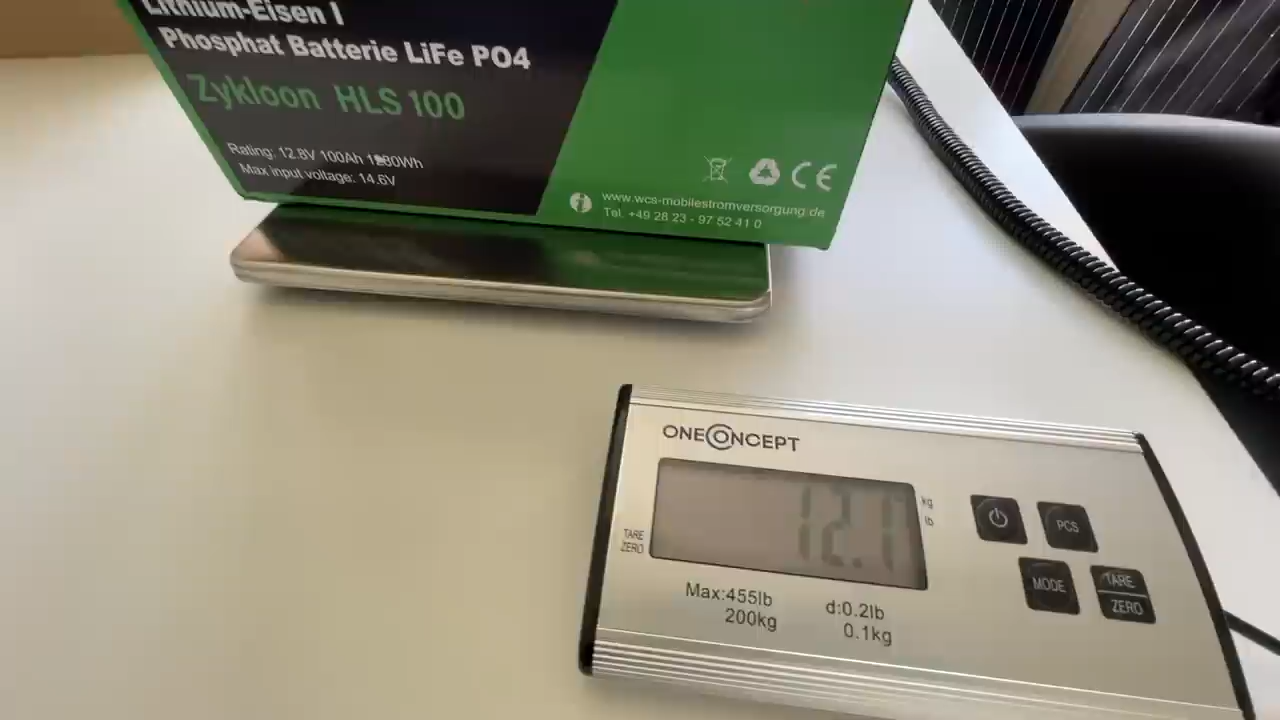 Lithium-Eisen I
Phosphat Batterie LiFe PO4
Zykloon HLS 100
Rating: 12.8V 100Ah 1280Wh
Max input voltage: 14.6V
CE
www.wcs-mobilestromversorgung.de
Tel. +49 28 23 - 97 52 41 0
ONECONCEPT
12.1
kg
lb
TARE
ZERO
PCS
MODE
TARE
ZERO
Max:455lb
200kg
d:0.2lb
0.1kg